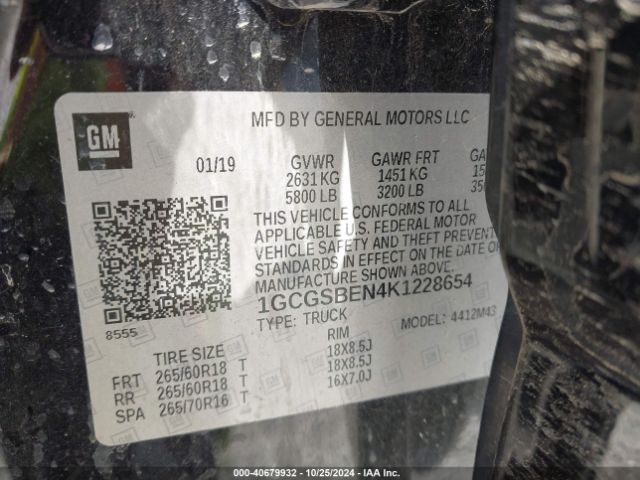 GM
MFD BY GENERAL MOTORS LLC
01/19 GVWR GAWR FRT GA
2631 KG 1451 KG 15
5800 LB 3200 LB 35
THIS VEHICLE CONFORMS TO ALL
APPLICABLE U.S. FEDERAL MOTOR
VEHICLE SAFETY AND THEFT PREVENT
STANDARDS IN EFFECT ON THE DATE OF
MANUFACTURE SHOWN ABOVE.
1GCGSBEN4K1228654
8555
TYPE: TRUCK MODEL: 4412M43
TIRE SIZE RIM
FRT 265/60R18 T 18X8.5J
RR 265/60R18 T 18X8.5J
SPA 265/70R16 T 16X7.0J
000-40679932 - 10/25/2024 - IAA Inc.